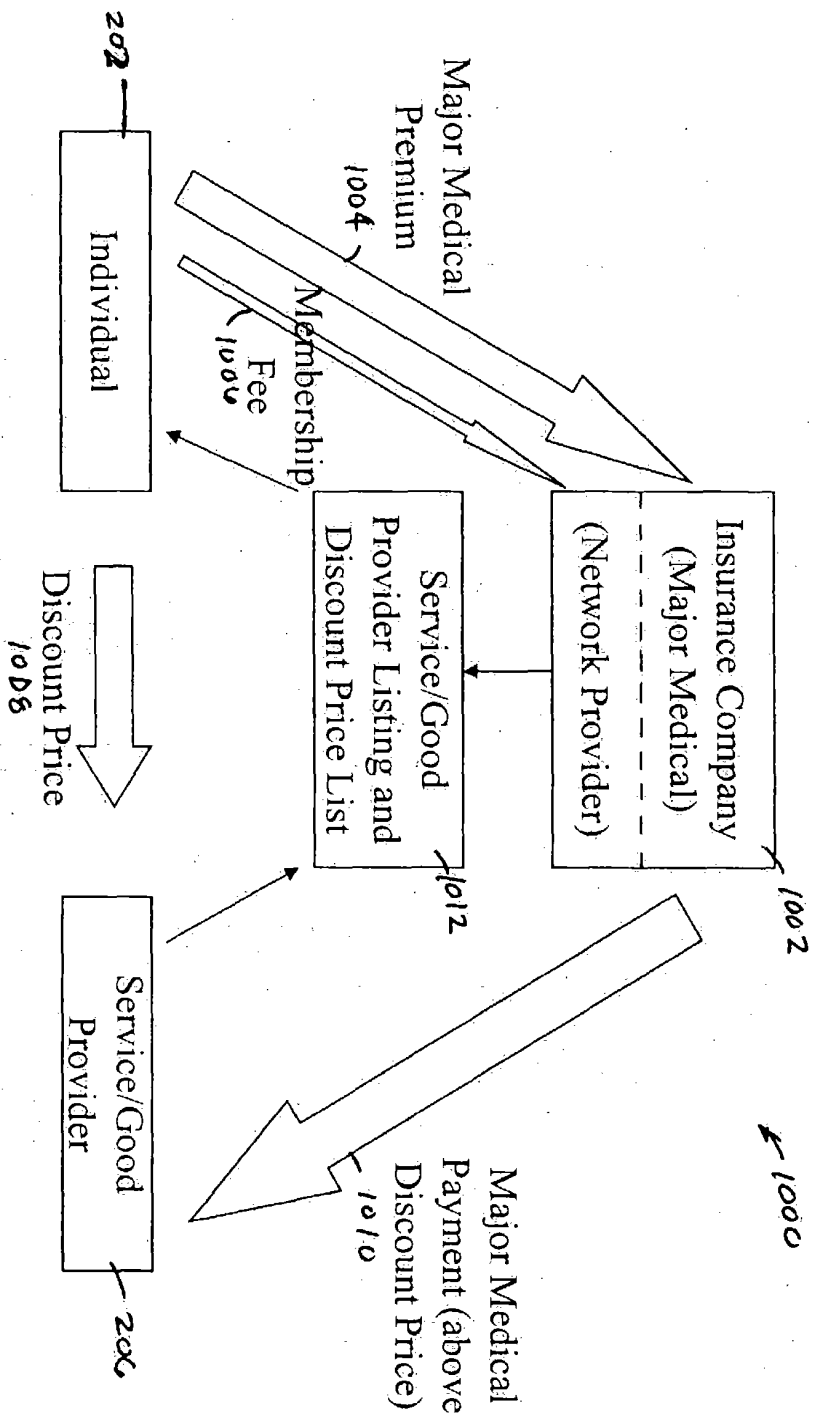 1000
Insurance Company
(Major Medical)
(Network Provider)
1002
Major Medical
Premium
1004
Membership
Fee
1006
Service/Good
Provider Listing and
Discount Price List
1012
Major Medical
Payment (above
Discount Price)
1010
202
Individual
Discount Price
1008
Service/Good
Provider
206